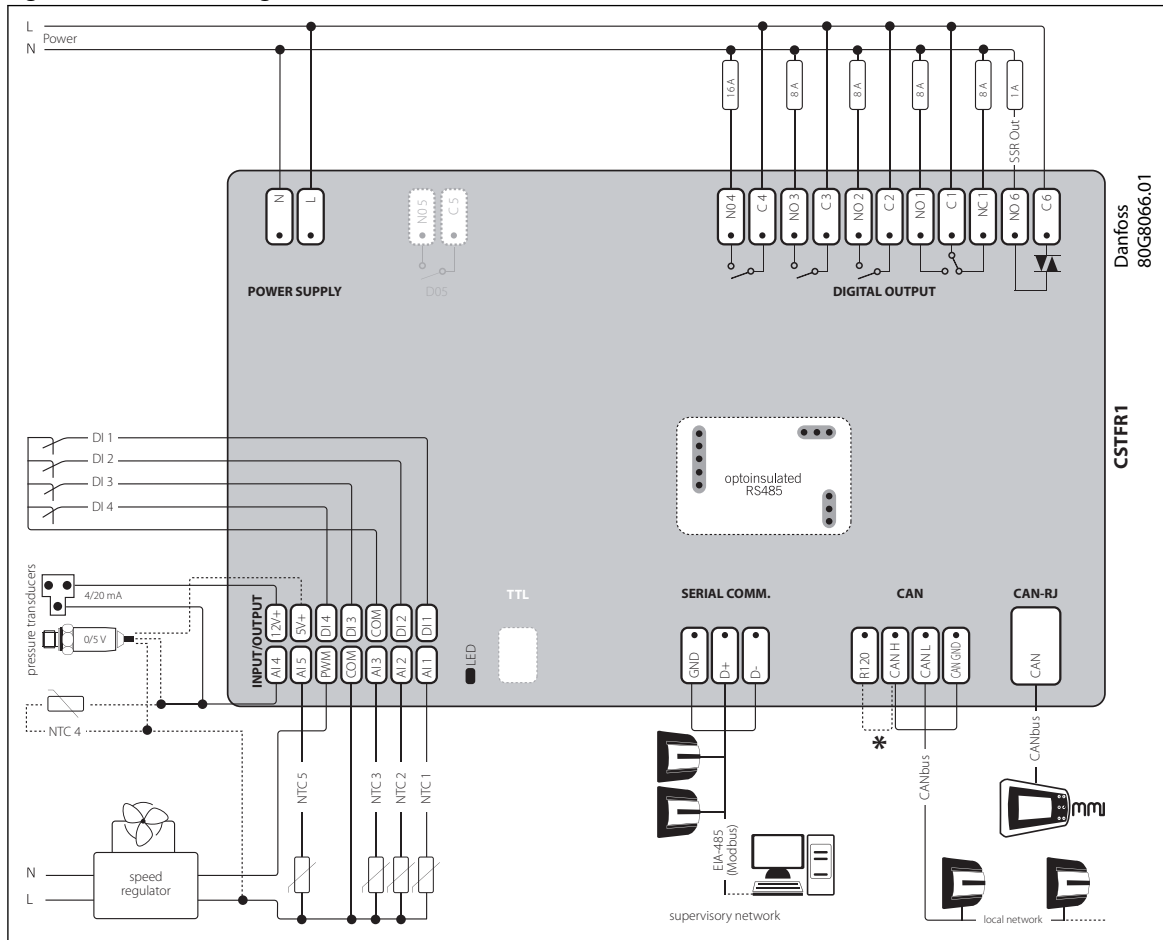 L
Power
N
16 A
8 A
8 A
8 A
8 A
1 A
SSR Out
N
L
N0 5
C 5
N0 4
C 4
NO 3
C 3
NO 2
C 2
NO 1
C 1
NC 1
NO 6
C 6
POWER SUPPLY
D05
DIGITAL OUTPUT
Danfoss
80G8066.01
CSTFR1
DI 1
DI 2
DI 3
DI 4
optoinsulated
RS485
pressure transducers
4/20 mA
0/5 V
NTC 4
INPUT/OUTPUT
12V+
5V+
DI 4
DI 3
COM
DI 2
DI 1
AI 4
AI 5
PWM
COM
AI 3
AI 2
AI 1
LED
TTL
SERIAL COMM.
GND
D+
D-
CAN
R120
CAN H
CAN L
CAN GND
CAN-RJ
CAN
*
NTC 5
NTC 3
NTC 2
NTC 1
CANbus
CANbus
EIA-485
(Modbus)
N
L
speed
regulator
supervisory network
local network